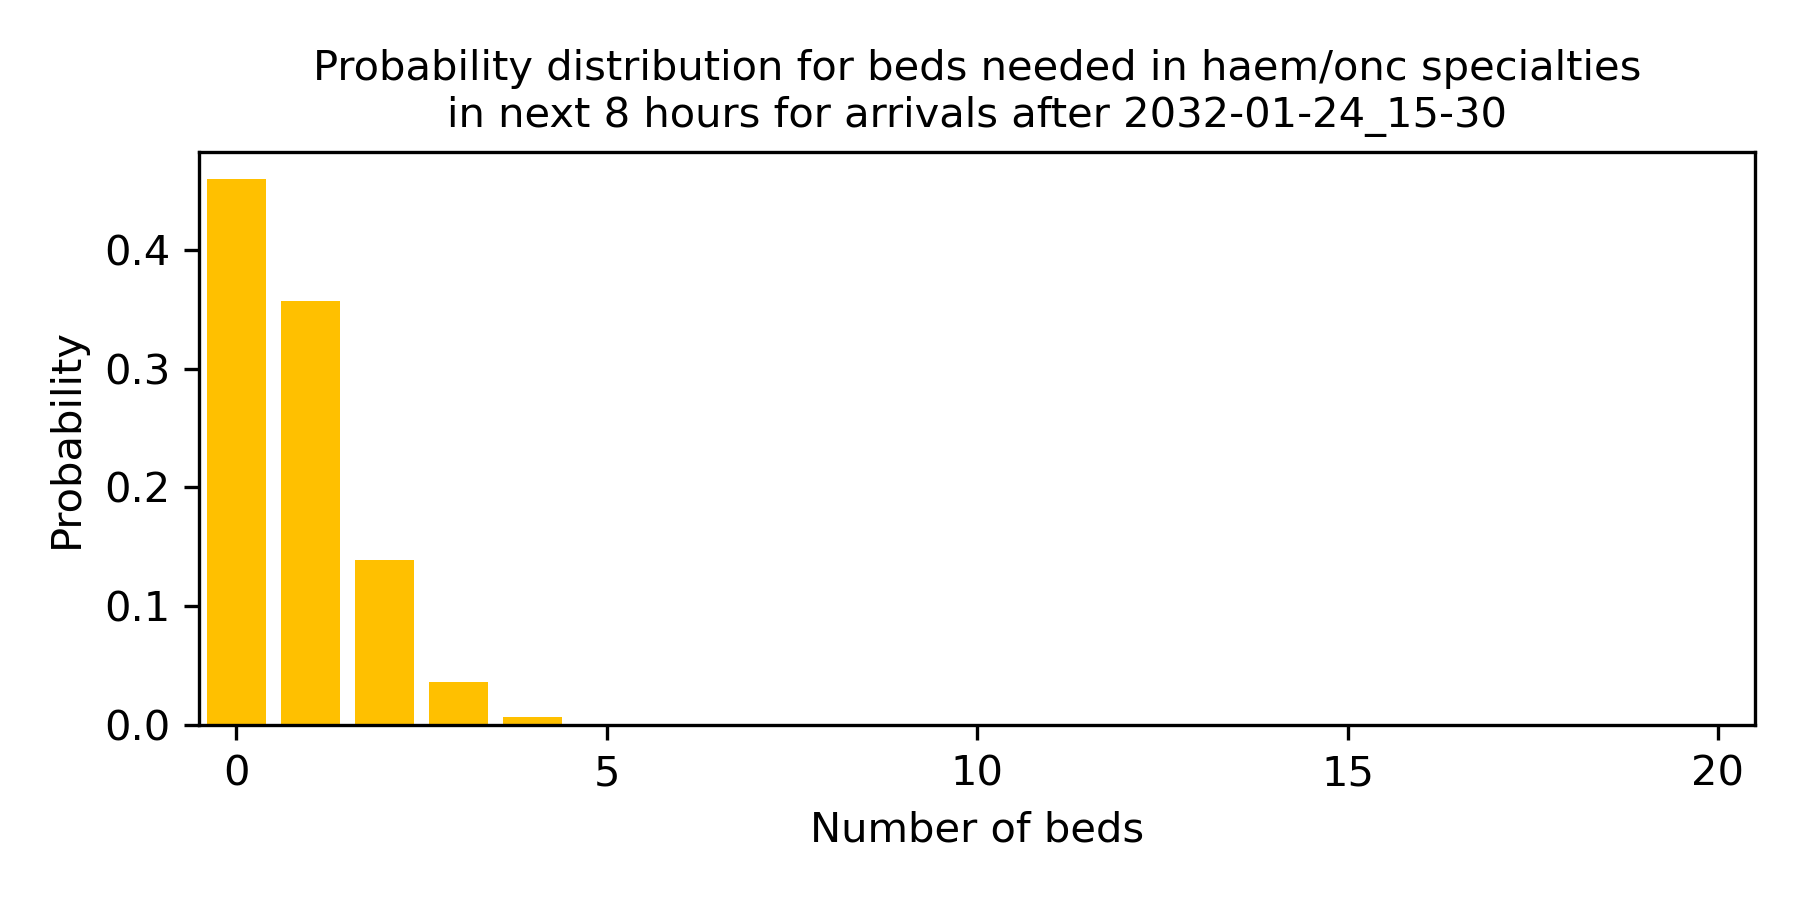 Probability distribution for beds needed in haem/onc specialties
in next 8 hours for arrivals after 2032-01-24_15-30
Probability
0.4
0.3
0.2
0.1
0.0
0 5 10 15 20
Number of beds